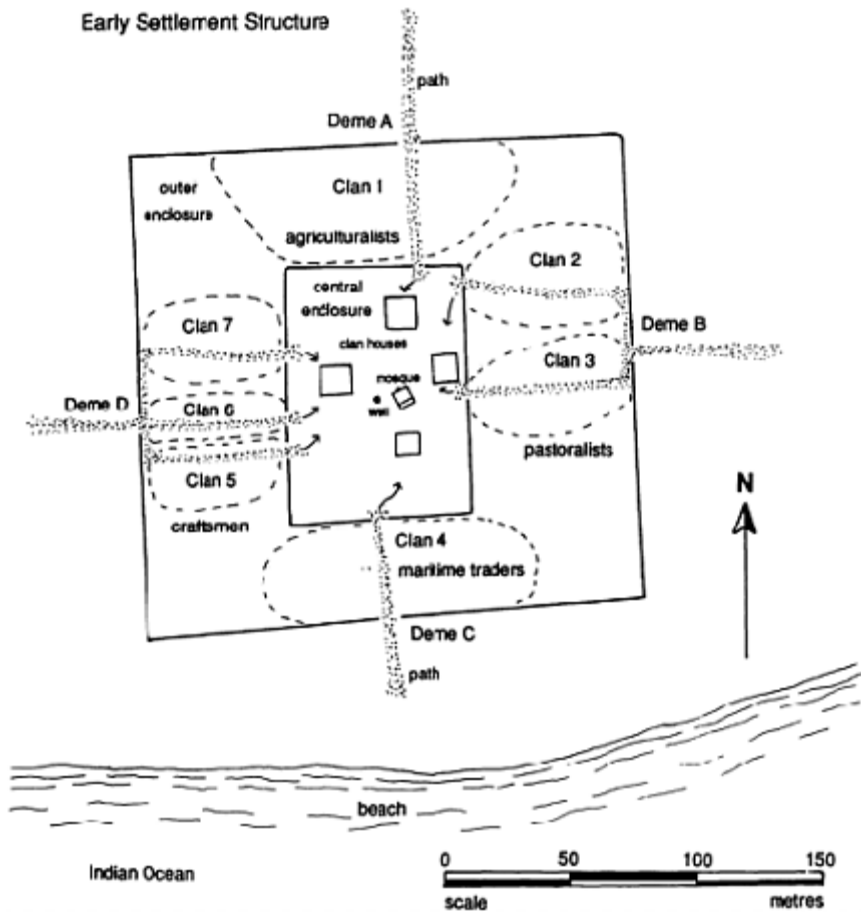 Early Settlement Structure
path
Deme A
outer
enclosure
Clan 1
agriculturalists
Clan 2
central
enclosure
clan houses
Clan 7
Deme B
Clan 3
mosque
well
Deme D
Clan 6
pastoralists
Clan 5
craftsmen
N
Clan 4
maritime traders
Deme C
path
beach
Indian Ocean
0 50 100 150
scale metres